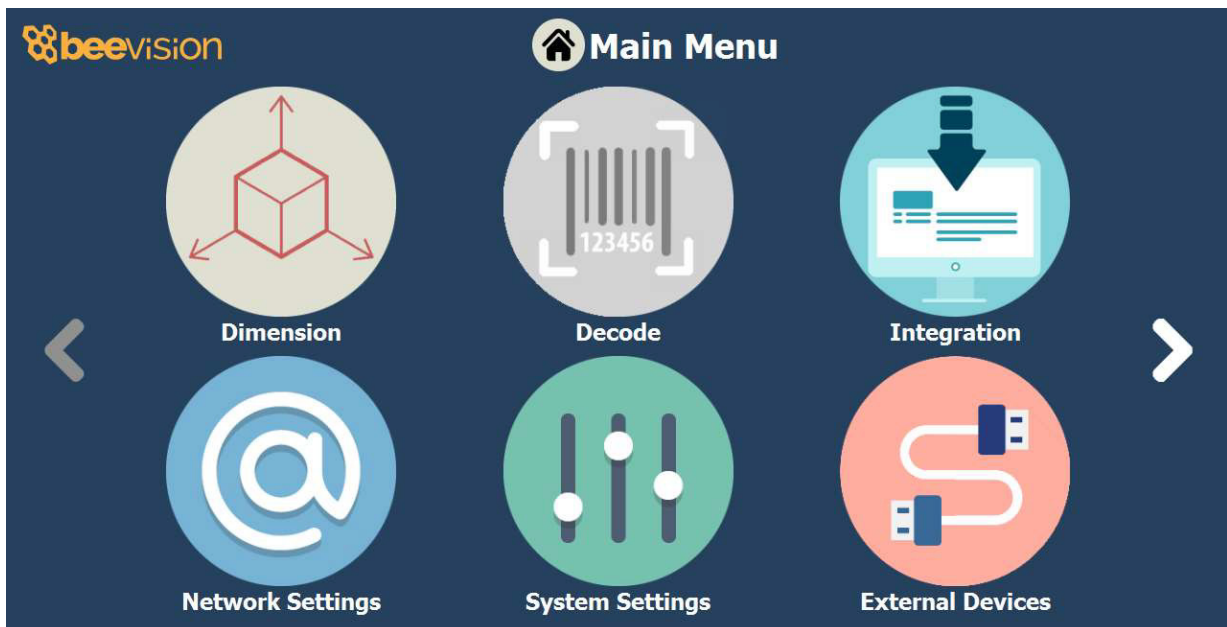 beevision
Main Menu
123456
Dimension
Decode
Integration
Network Settings
System Settings
External Devices